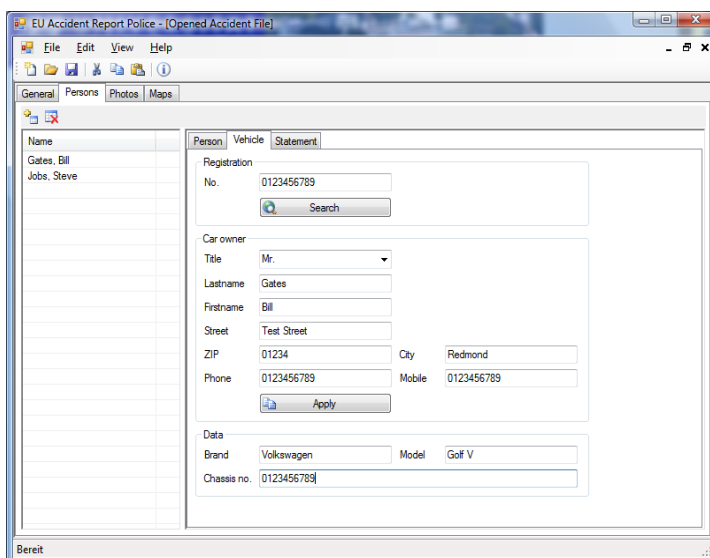 EU Accident Report Police - [Opened Accident File]
File Edit View Help
General Persons Photos Maps
Name
Gates, Bill
Jobs, Steve
Person Vehicle Statement
Registration
No. 0123456789
Search
Car owner
Title Mr.
Lastname Gates
Firstname Bill
Street Test Street
ZIP 01234 City Redmond
Phone 0123456789 Mobile 0123456789
Apply
Data
Brand Volkswagen Model Golf V
Chassis no. 0123456789
Bereit